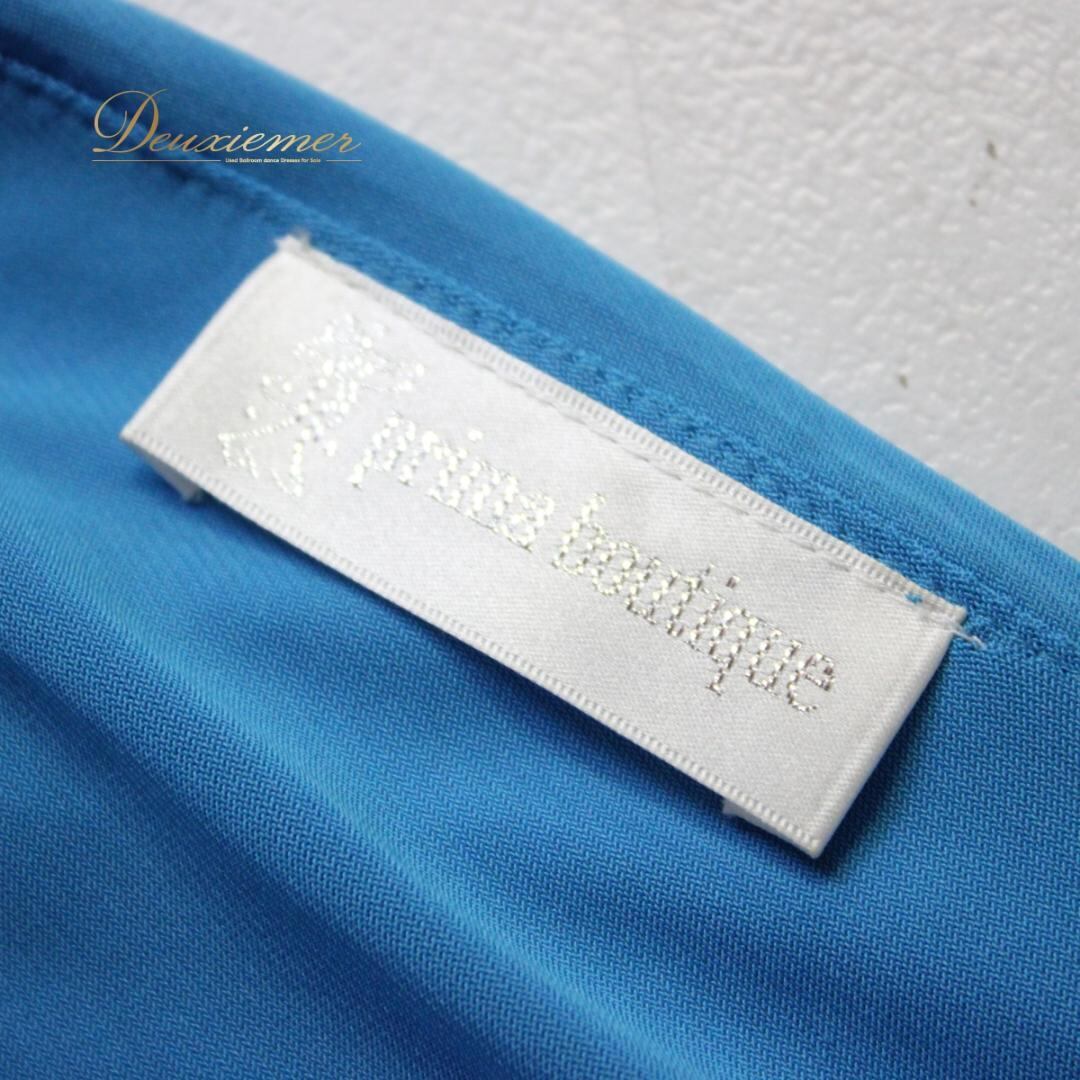 Deuxiemer
Used Ballroom dance Dresses for Sale
prima boutique